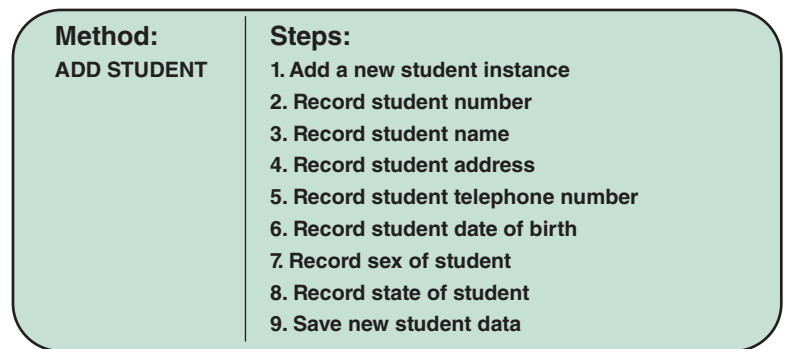 Method:
ADD STUDENT
Steps:
1. Add a new student instance
2. Record student number
3. Record student name
4. Record student address
5. Record student telephone number
6. Record student date of birth
7. Record sex of student
8. Record state of student
9. Save new student data